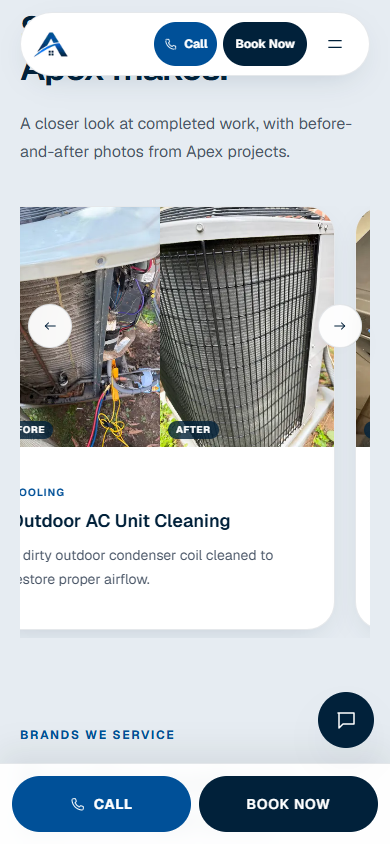 Call
Book Now
Apex makes.
A closer look at completed work, with before-
and-after photos from Apex projects.
FORE
AFTER
OOLING
Outdoor AC Unit Cleaning
dirty outdoor condenser coil cleaned to
estore proper airflow.
BRANDS WE SERVICE
CALL
BOOK NOW